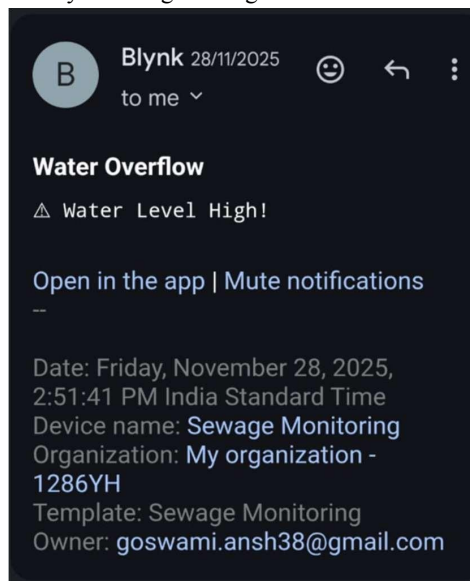 B
Blynk 28/11/2025
to me
Water Overflow
⚠ Water Level High!
Open in the app | Mute notifications
--
Date: Friday, November 28, 2025,
2:51:41 PM India Standard Time
Device name: Sewage Monitoring
Organization: My organization -
1286YH
Template: Sewage Monitoring
Owner: goswami.ansh38@gmail.com